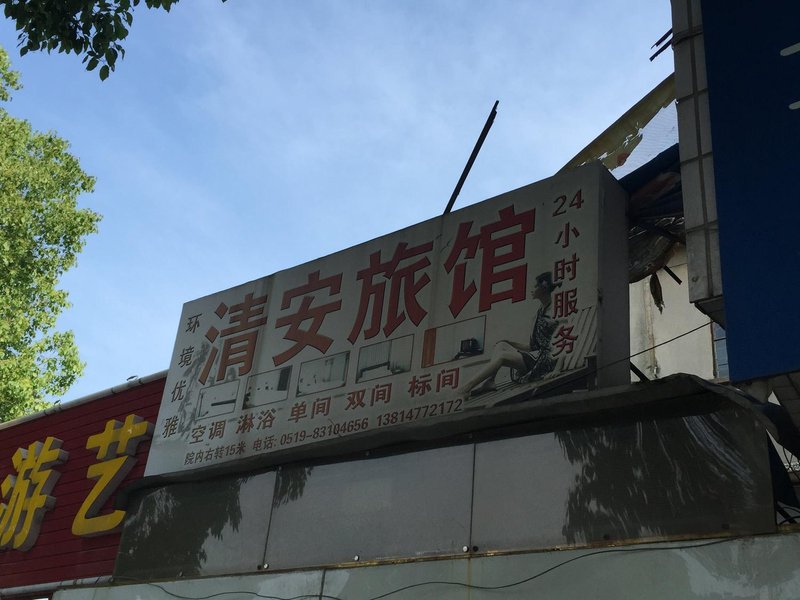 环境优雅
清安旅馆
24小时服务
空调 淋浴 单间 双间 标间
院内右转15米 电话: 0519-83104656 13814772172
游艺